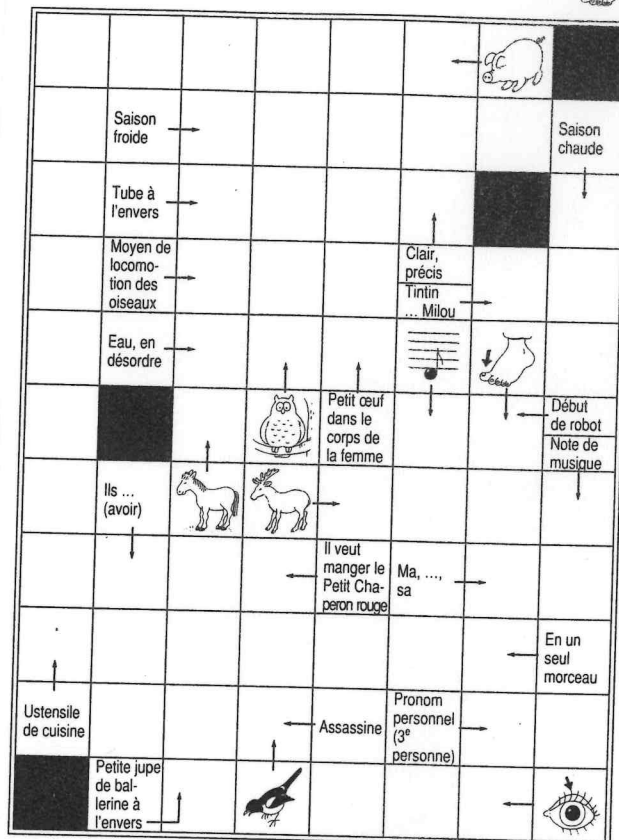 Saison
froide
Saison
chaude
Tube à
l'envers
Moyen de
locomo-
tion des
oiseaux
Clair,
précis
Tintin
... Milou
Eau, en
désordre
Petit œuf
dans le
corps de
la femme
Début
de robot
Note de
musique
Ils ...
(avoir)
Il veut
manger le
Petit Cha-
peron rouge
Ma, ...,
sa
En un
seul
morceau
Ustensile
de cuisine
Assassine
Pronom
personnel
(3e
personne)
Petite jupe
de bal-
lerine à
l'envers